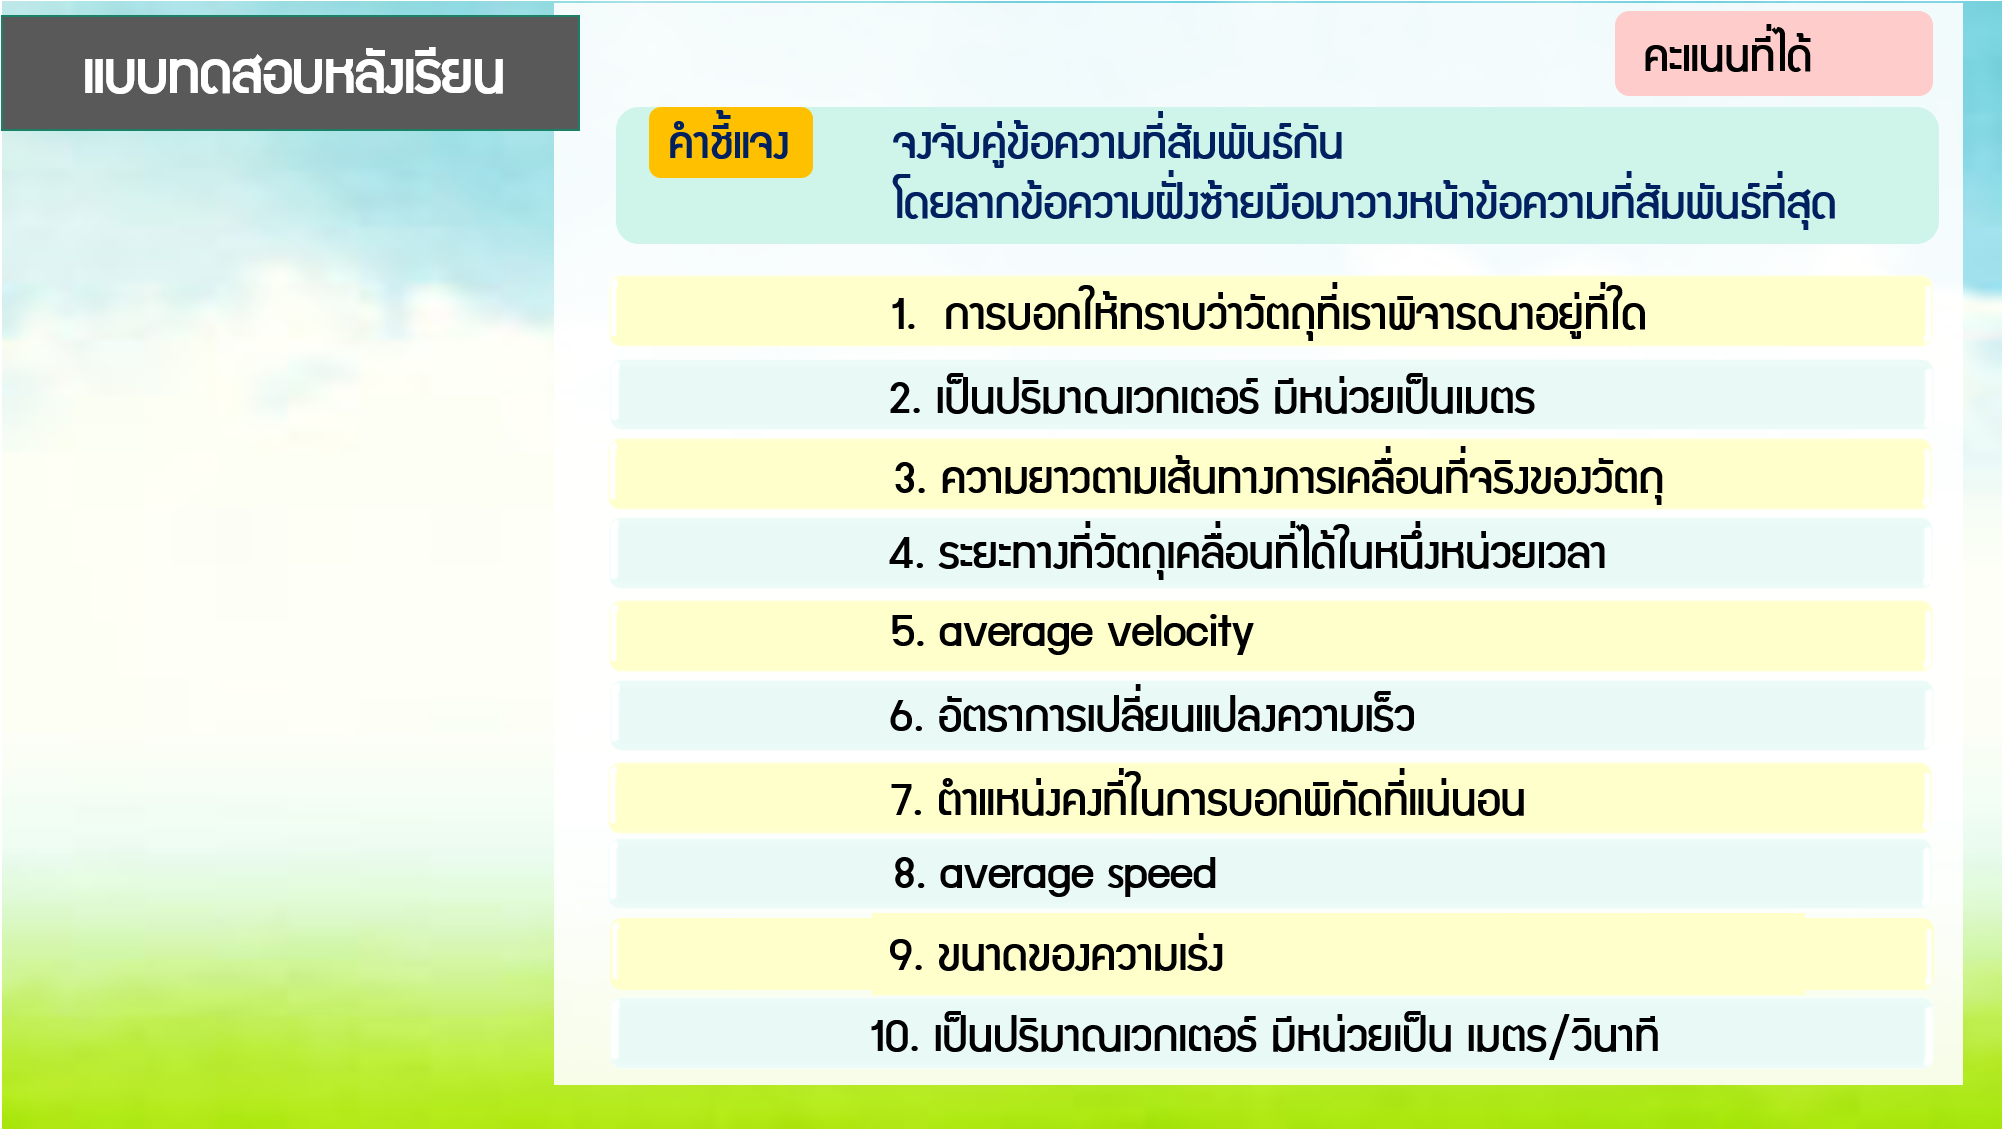 แบบทดสอบหลังเรียน
คะแนนที่ได้
คำชี้แจง
จงจับคู่ข้อความที่สัมพันธ์กัน
โดยลากข้อความฝั่งซ้ายมือมาวางหน้าข้อความที่สัมพันธ์ที่สุด
1. การบอกให้ทราบว่าวัตถุที่เราพิจารณาอยู่ที่ใด
2. เป็นปริมาณเวกเตอร์ มีหน่วยเป็นเมตร
3. ความยาวตามเส้นทางการเคลื่อนที่จริงของวัตถุ
4. ระยะทางที่วัตถุเคลื่อนที่ได้ในหนึ่งหน่วยเวลา
5. average velocity
6. อัตราการเปลี่ยนแปลงความเร็ว
7. ตำแหน่งคงที่ในการบอกพิกัดที่แน่นอน
8. average speed
9. ขนาดของความเร่ง
10. เป็นปริมาณเวกเตอร์ มีหน่วยเป็น เมตร/วินาที